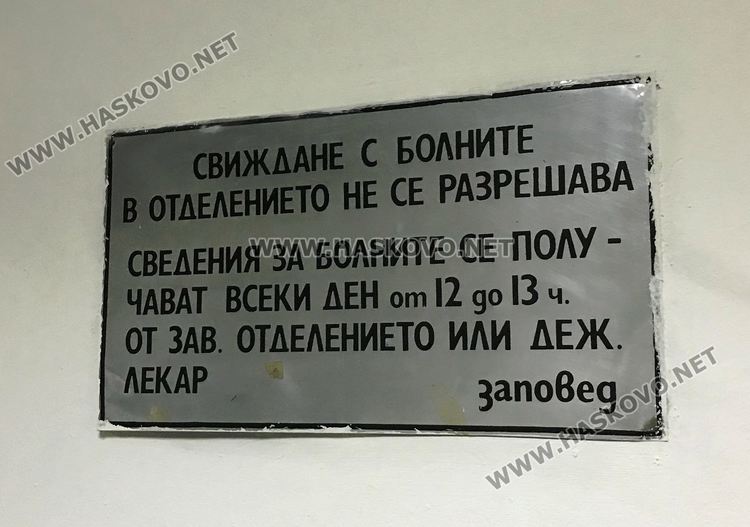 WWW.HASKOVO.NET
СВИЖДАНЕ С БОЛНИТЕ
В ОТДЕЛЕНИЕТО НЕ СЕ РАЗРЕШАВА
WWW.HASKOVO.NET
СВЕДЕНИЯ ЗА БОЛНИТЕ СЕ ПОЛУ -
ЧАВАТ ВСЕКИ ДЕН от 12 до 13 ч.
ОТ ЗАВ. ОТДЕЛЕНИЕТО ИЛИ ДЕЖ.
ЛЕКАР заповед
WWW.HASKOVO.NET